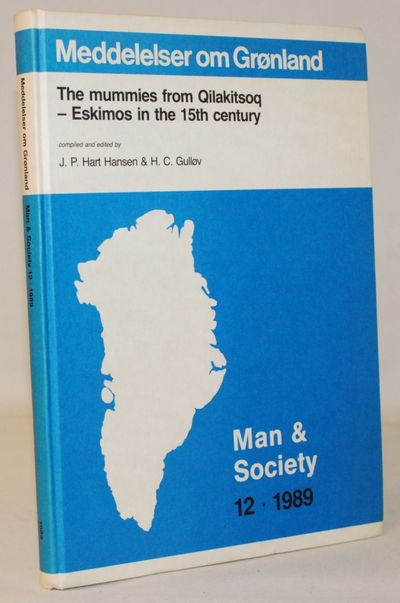 Meddelelser om Grønland
The mummies from Qilakitsoq
– Eskimos in the 15th century
compiled and edited by
J. P. Hart Hansen & H. C. Gulløv
Man &
Society
12 · 1989
Meddelelser om Grønland
Man & Society 12 · 1989
1989